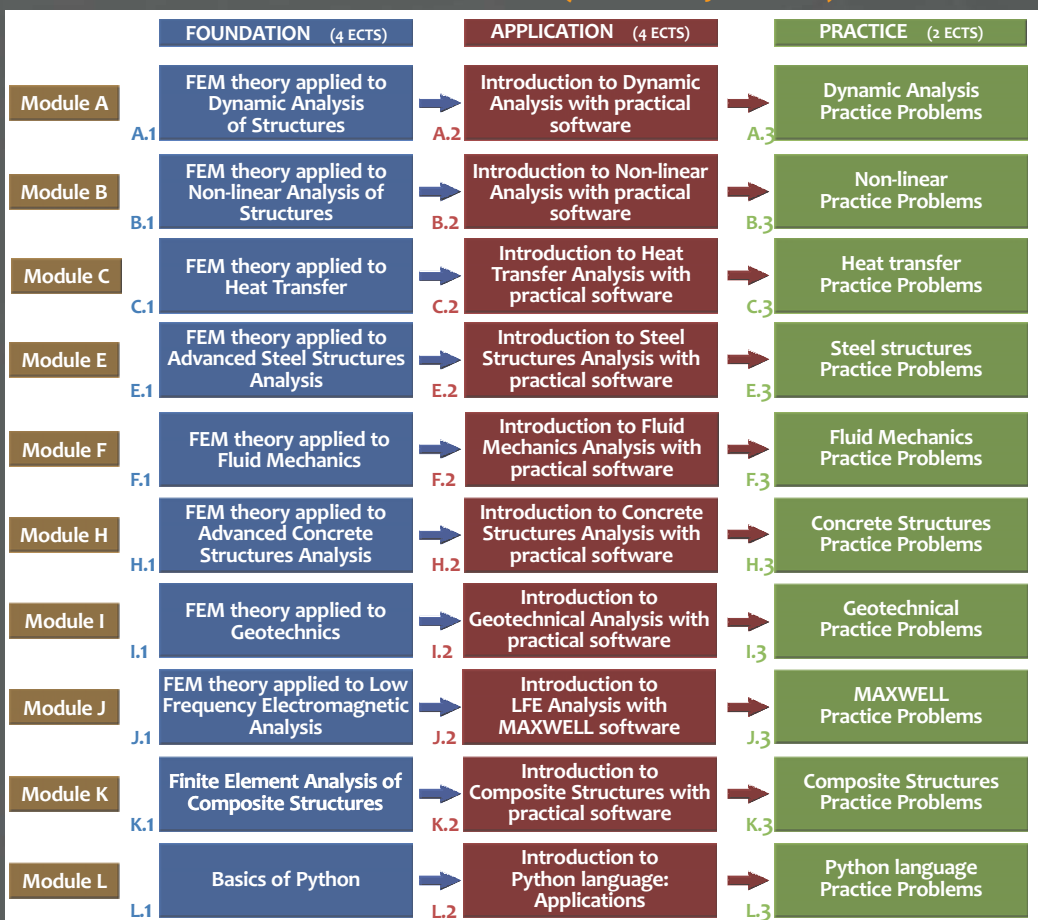 FOUNDATION (4 ECTS)
APPLICATION (4 ECTS)
PRACTICE (2 ECTS)
Module A
FEM theory applied to
Dynamic Analysis
of Structures
A.1
Introduction to Dynamic
Analysis with practical
software
A.2
Dynamic Analysis
Practice Problems
A.3
Module B
FEM theory applied to
Non-linear Analysis of
Structures
B.1
Introduction to Non-linear
Analysis with practical
software
B.2
Non-linear
Practice Problems
B.3
Module C
FEM theory applied to
Heat Transfer
C.1
Introduction to Heat
Transfer Analysis with
practical software
C.2
Heat transfer
Practice Problems
C.3
Module E
FEM theory applied to
Advanced Steel Structures
Analysis
E.1
Introduction to Steel
Structures Analysis with
practical software
E.2
Steel structures
Practice Problems
E.3
Module F
FEM theory applied to
Fluid Mechanics
F.1
Introduction to Fluid
Mechanics Analysis with
practical software
F.2
Fluid Mechanics
Practice Problems
F.3
Module H
FEM theory applied to
Advanced Concrete
Structures Analysis
H.1
Introduction to Concrete
Structures Analysis with
practical software
H.2
Concrete Structures
Practice Problems
H.3
Module I
FEM theory applied to
Geotechnics
I.1
Introduction to
Geotechnical Analysis with
practical software
I.2
Geotechnical
Practice Problems
I.3
Module J
FEM theory applied to Low
Frequency Electromagnetic
Analysis
J.1
Introduction to
LFE Analysis with
MAXWELL software
J.2
MAXWELL
Practice Problems
J.3
Module K
Finite Element Analysis of
Composite Structures
K.1
Introduction to
Composite Structures with
practical software
K.2
Composite Structures
Practice Problems
K.3
Module L
Basics of Python
L.1
Introduction to
Python language:
Applications
L.2
Python language
Practice Problems
L.3